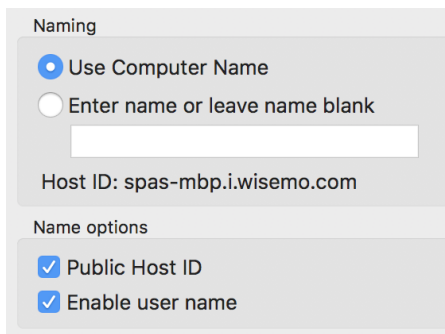 Naming
Use Computer Name
Enter name or leave name blank
Host ID: spas-mbp.i.wisemo.com
Name options
Public Host ID
Enable user name